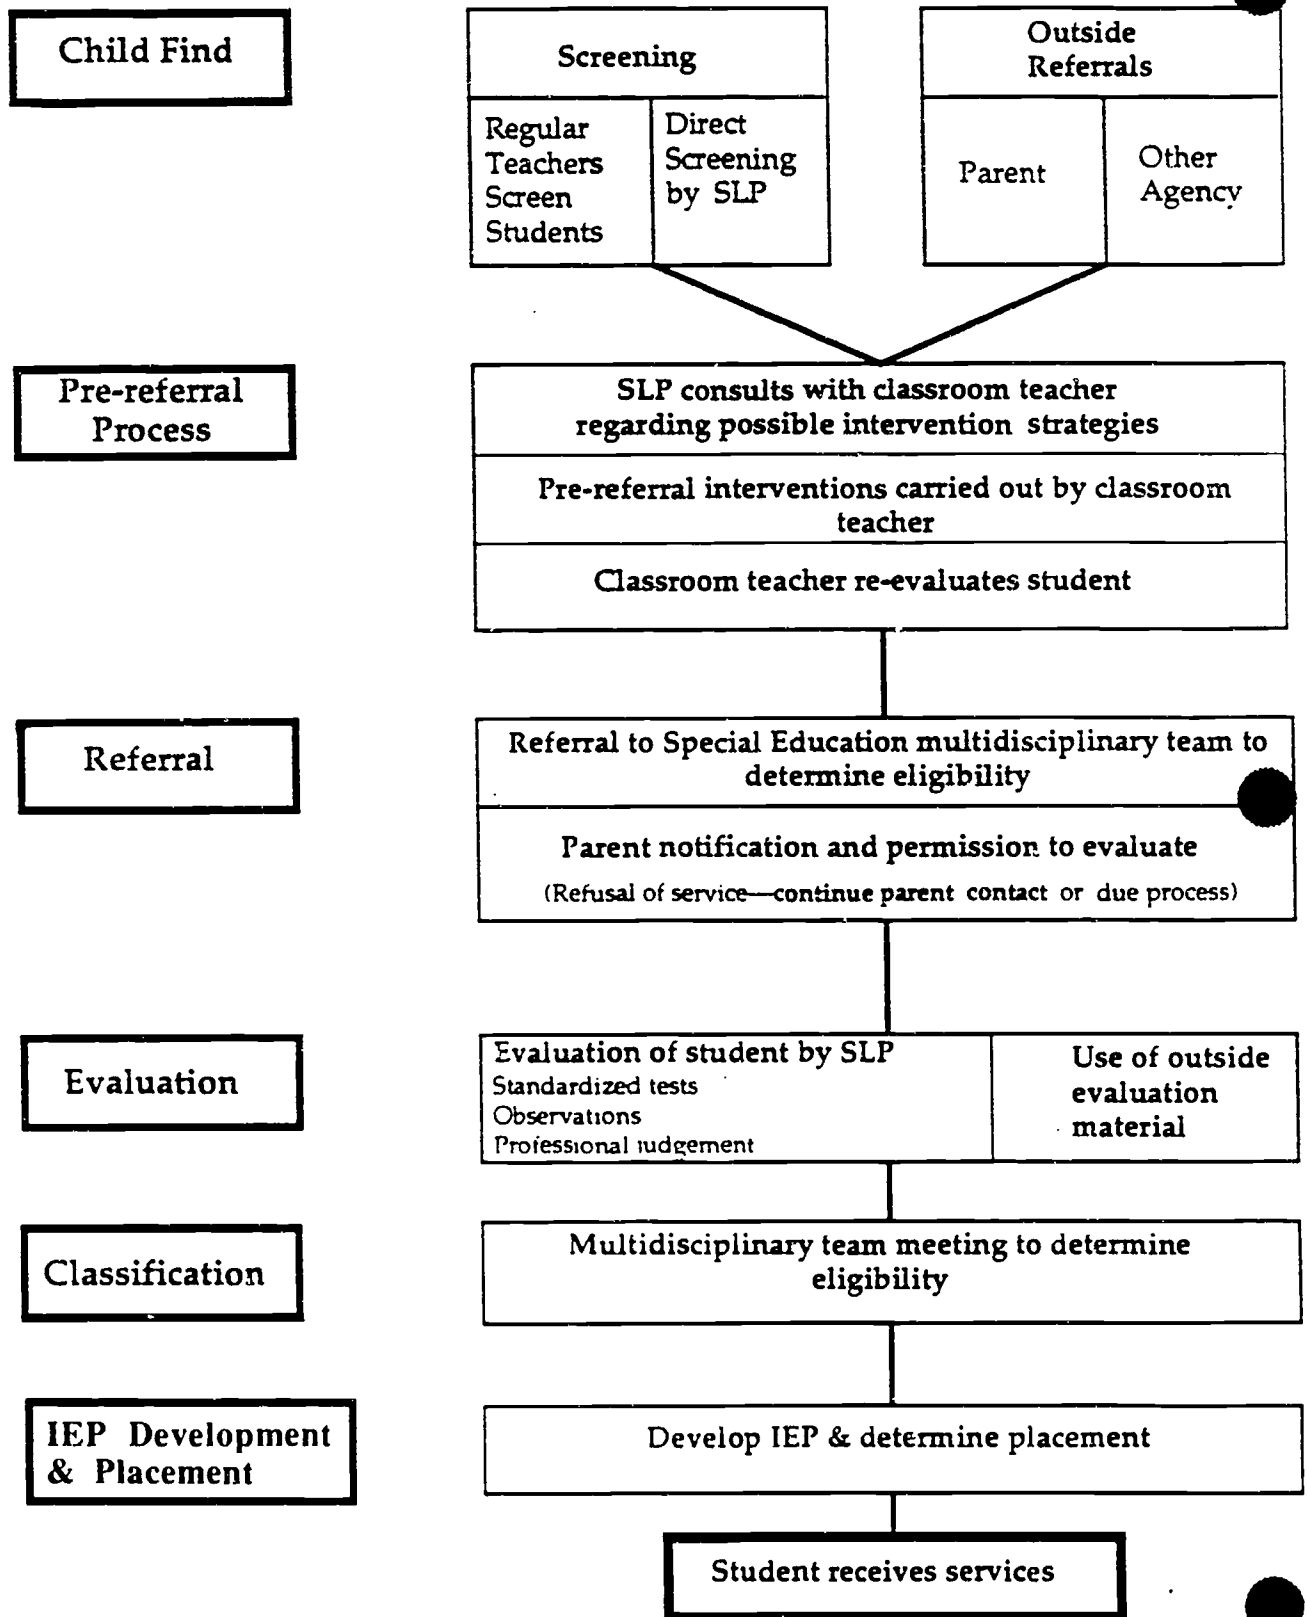 Child Find
Screening
Outside
Referrals
Regular
Teachers
Screen
Students
Direct
Screening
by SLP
Parent
Other
Agency
Pre-referral
Process
SLP consults with classroom teacher
regarding possible intervention strategies
Pre-referral interventions carried out by classroom
teacher
Classroom teacher re-evaluates student
Referral
Referral to Special Education multidisciplinary team to
determine eligibility
Parent notification and permission to evaluate
(Refusal of service—continue parent contact or due process)
Evaluation
Evaluation of student by SLP
Standardized tests
Observations
Professional judgement
Use of outside
evaluation
material
Classification
Multidisciplinary team meeting to determine
eligibility
IEP Development
& Placement
Develop IEP & determine placement
Student receives services